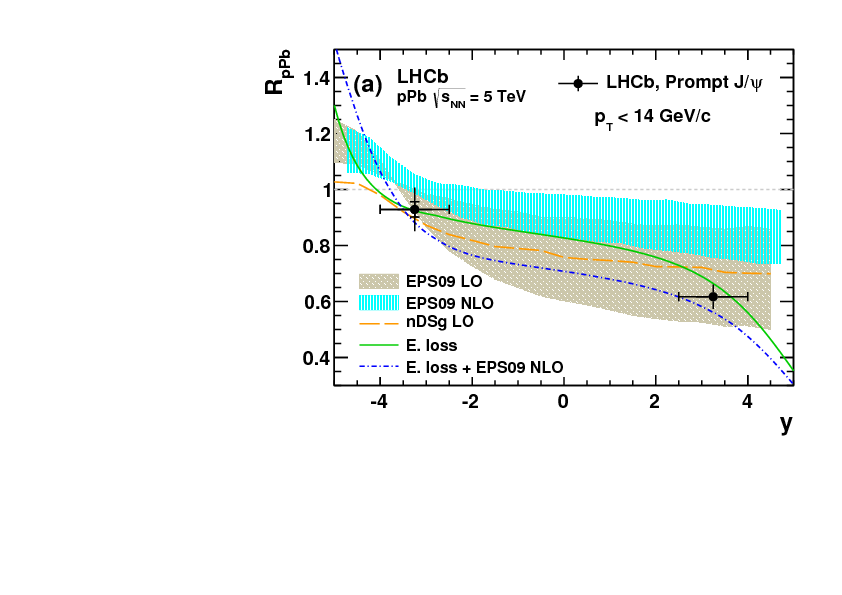 R_pPb
1.4
1.2
1
0.8
0.6
0.4
(a)
LHCb
pPb √s_NN = 5 TeV
LHCb, Prompt J/ψ
p_T < 14 GeV/c
EPS09 LO
EPS09 NLO
nDSg LO
E. loss
E. loss + EPS09 NLO
-4 -2 0 2 4
y